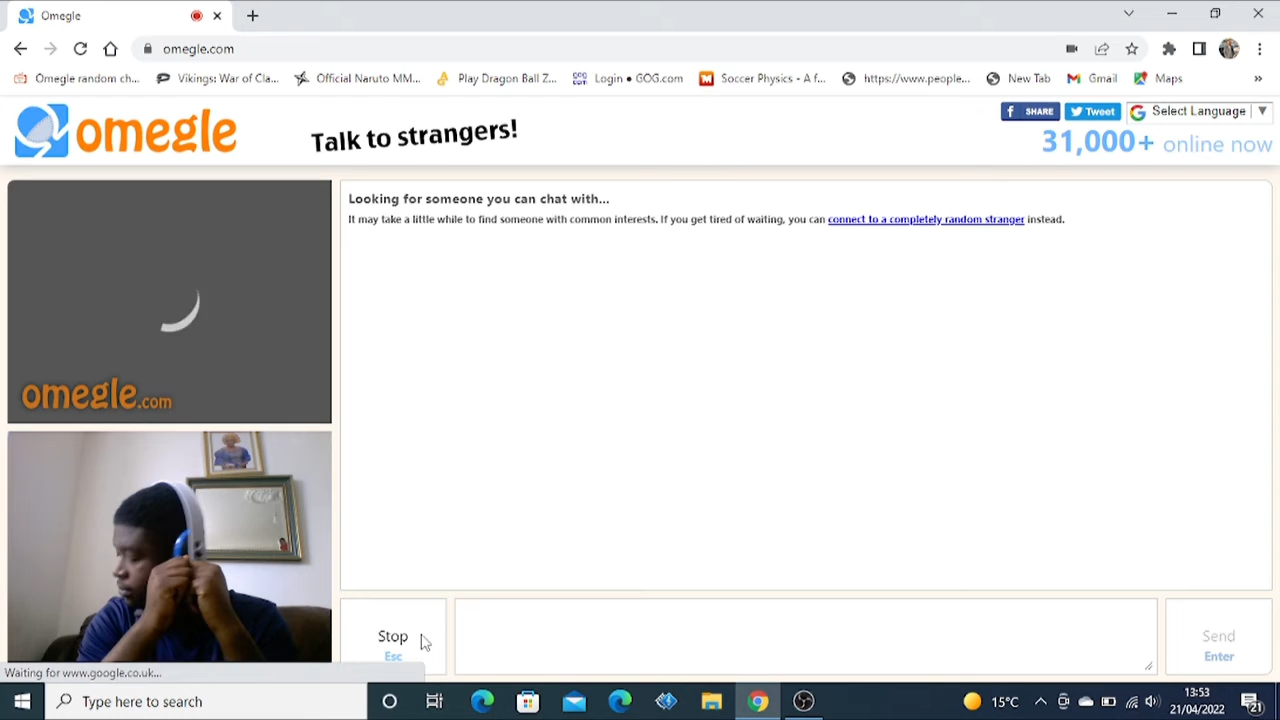 Omegle
omegle.com
Omegle random ch...
Vikings: War of Cla...
Official Naruto MM...
Play Dragon Ball Z...
Login • GOG.com
Soccer Physics - A f...
https://www.people...
New Tab
Gmail
Maps
»
omegle
Talk to strangers!
SHARE
Tweet
Select Language
31,000+ online now
Looking for someone you can chat with...
It may take a little while to find someone with common interests. If you get tired of waiting, you can connect to a completely random stranger instead.
omegle.com
Stop
Esc
Send
Enter
Waiting for www.google.co.uk...
Type here to search
15°C
13:53
21/04/2022
21